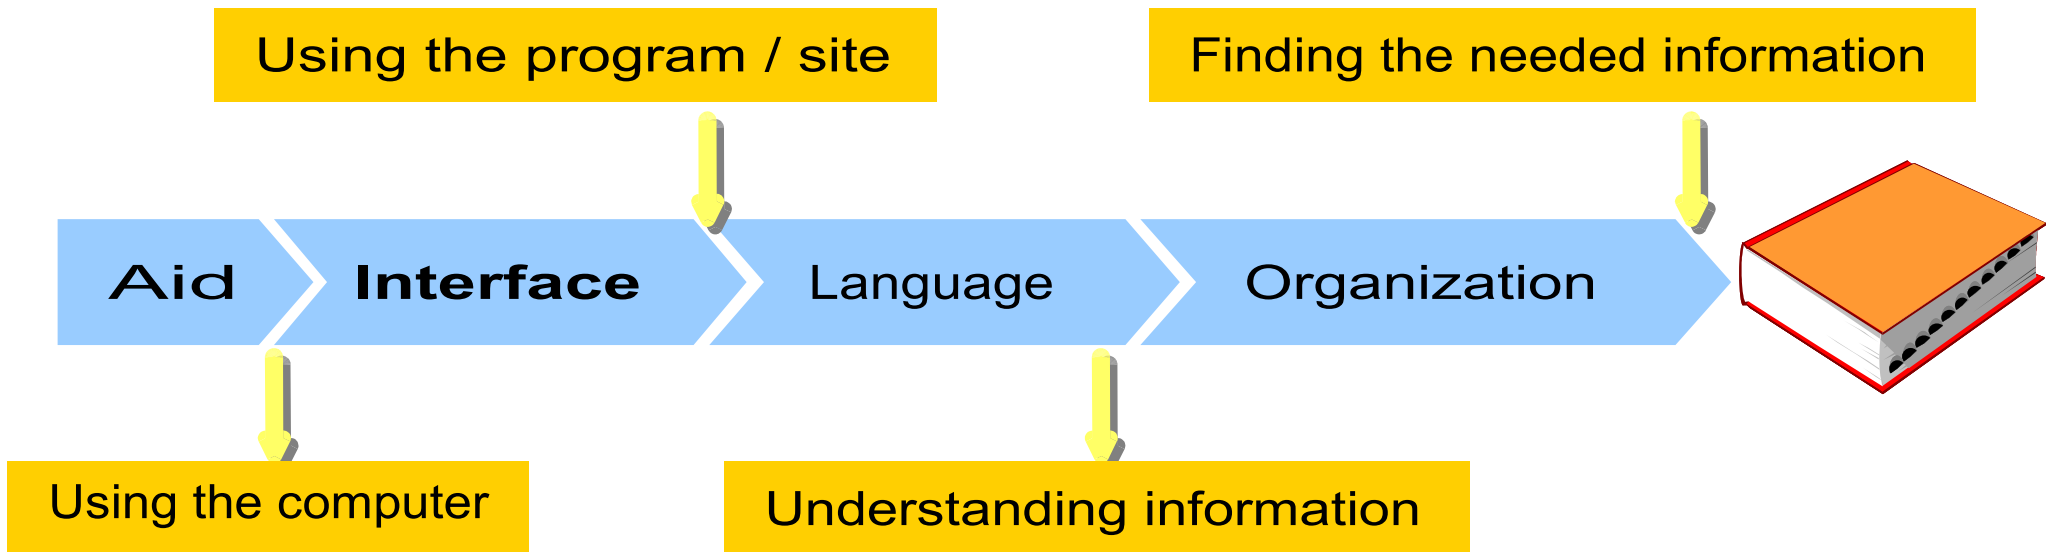 Using the program / site
Finding the needed information
Aid
Interface
Language
Organization
Using the computer
Understanding information